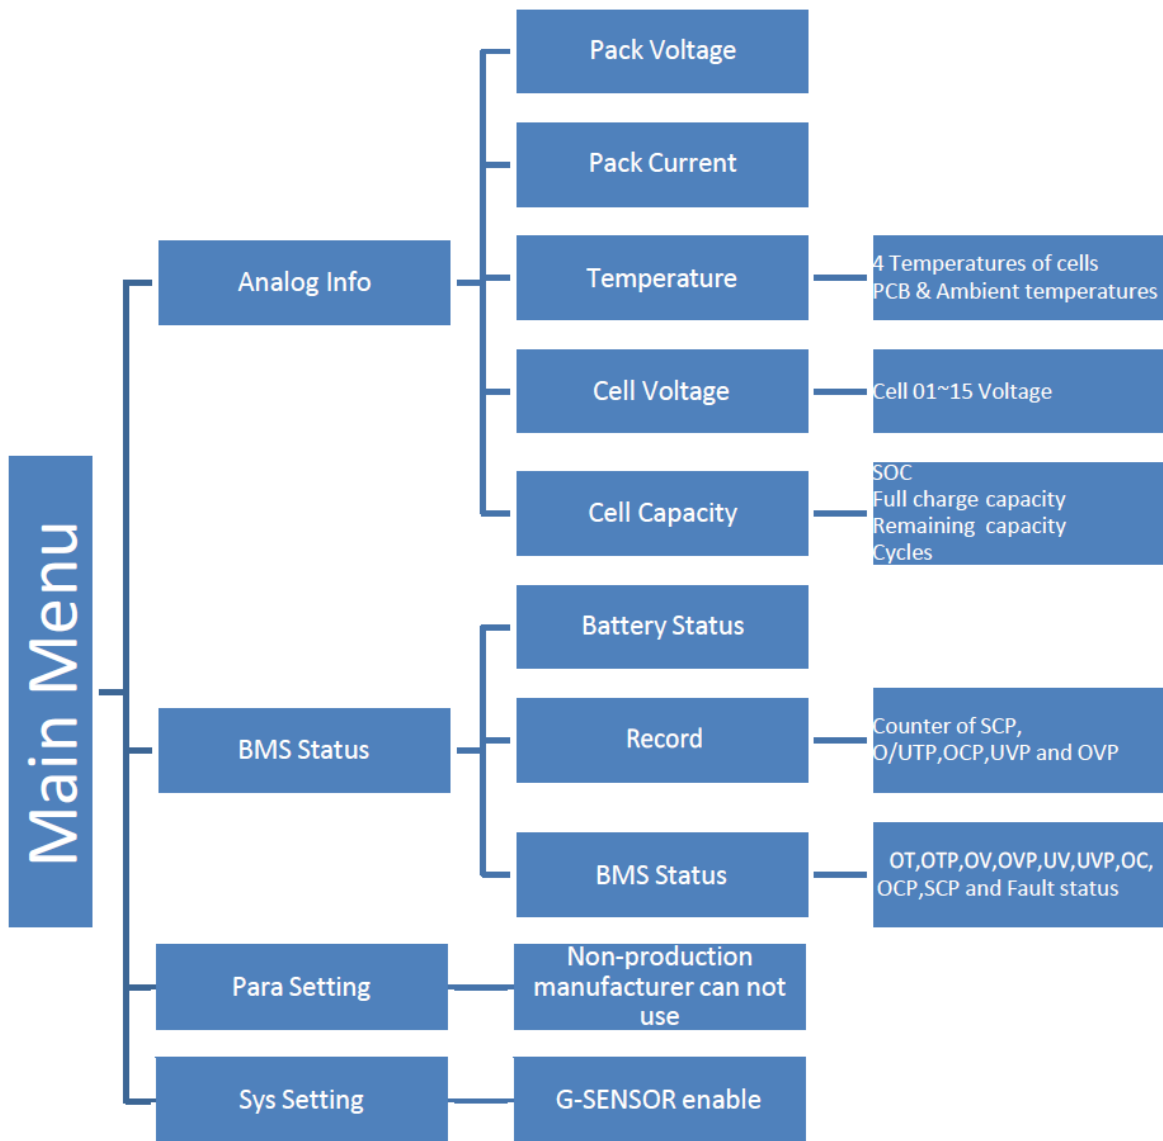 Main Menu
Analog Info
Pack Voltage
Pack Current
Temperature
4 Temperatures of cells
PCB & Ambient temperatures
Cell Voltage
Cell 01~15 Voltage
Cell Capacity
SOC
Full charge capacity
Remaining capacity
Cycles
BMS Status
Battery Status
Record
Counter of SCP,
O/UTP,OCP,UVP and OVP
BMS Status
OT,OTP,OV,OVP,UV,UVP,OC,
OCP,SCP and Fault status
Para Setting
Non-production
manufacturer can not
use
Sys Setting
G-SENSOR enable